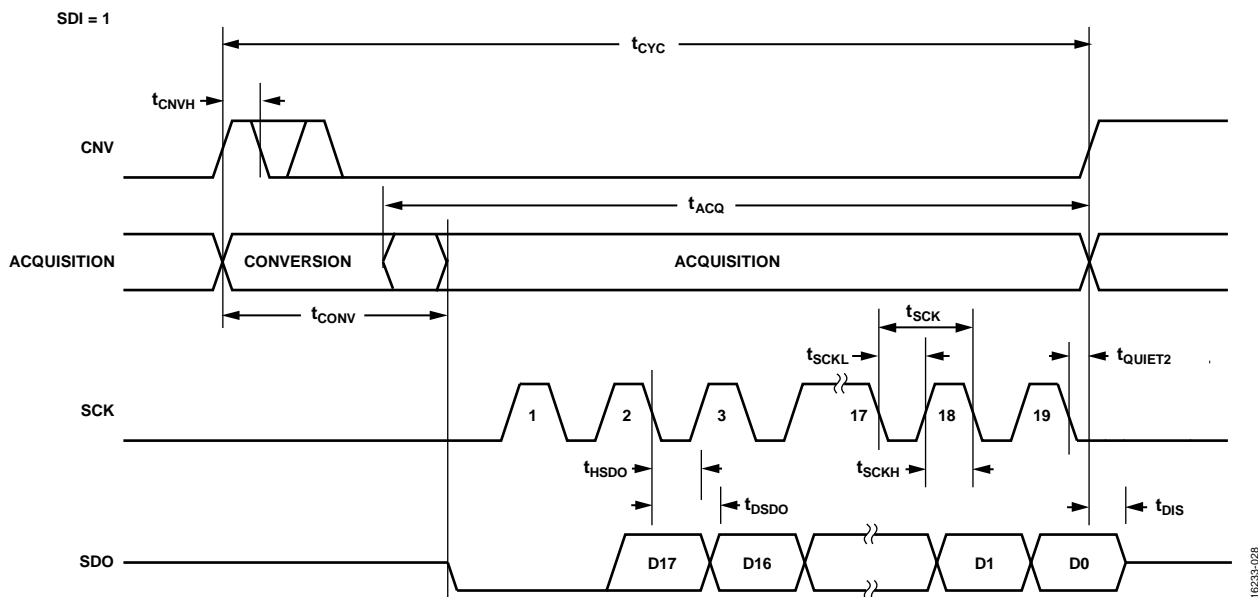 SDI = 1
tCYC
tCNVH
CNV
tACQ
ACQUISITION
CONVERSION
ACQUISITION
tCONV
tSCK
tSCKL
tQUIET2
SCK
1
2
3
17
18
19
tHSDO
tSCKH
tDSDO
tDIS
SDO
D17
D16
D1
D0
16233-028